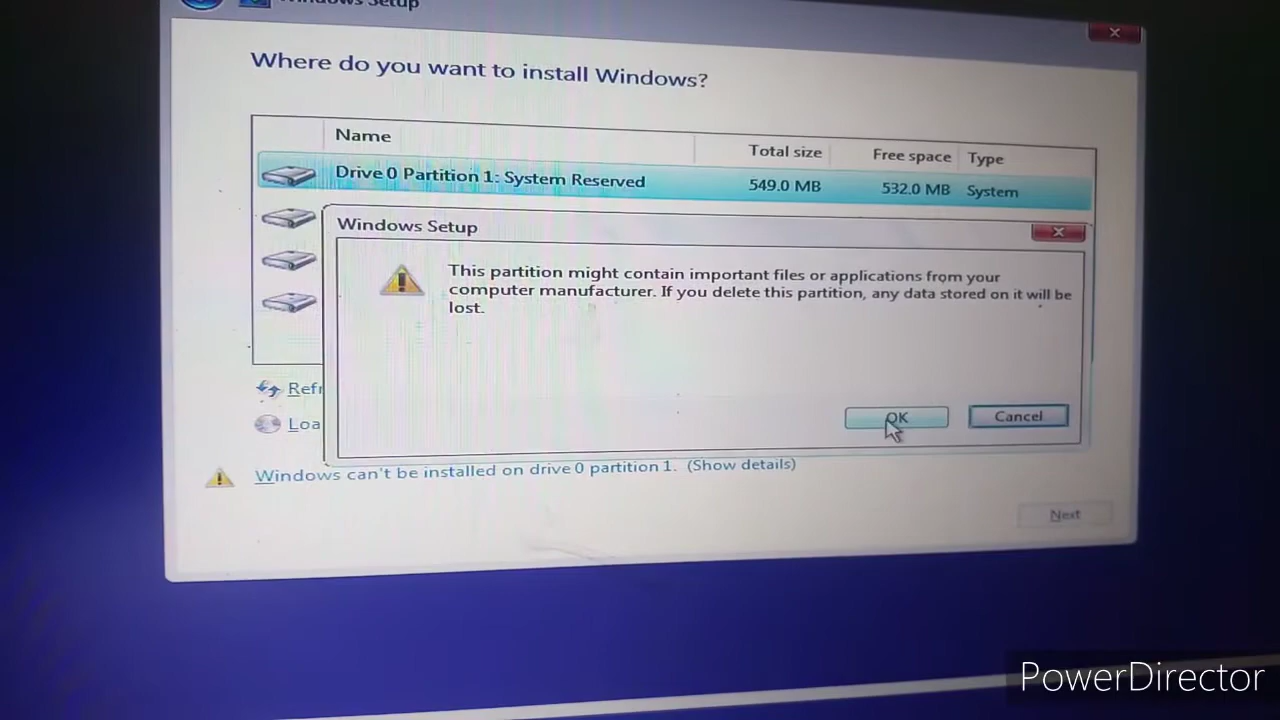 Windows Setup
Where do you want to install Windows?
Name Total size Free space Type
Drive 0 Partition 1: System Reserved 549.0 MB 532.0 MB System
Windows Setup
This partition might contain important files or applications from your
computer manufacturer. If you delete this partition, any data stored on it will be
lost.
OK Cancel
Refr
Loa
Windows can't be installed on drive 0 partition 1. (Show details)
Next
PowerDirector